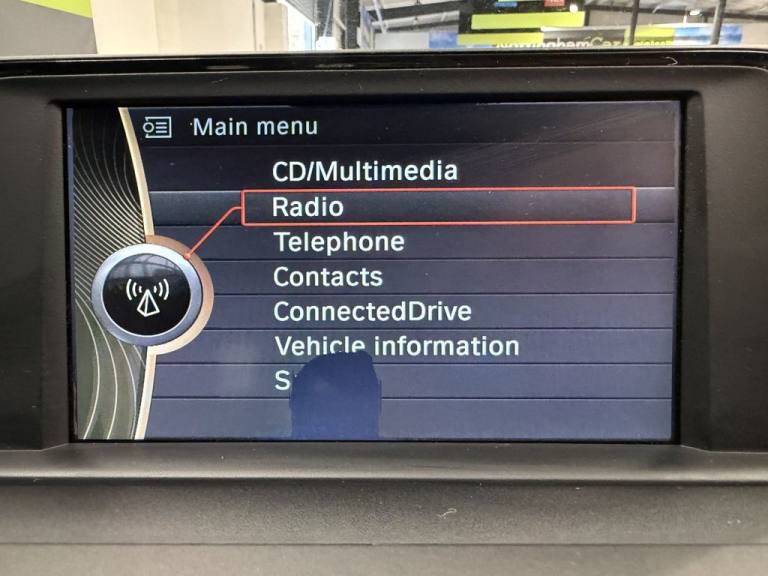 Main menu
CD/Multimedia
Radio
Telephone
Contacts
ConnectedDrive
Vehicle information